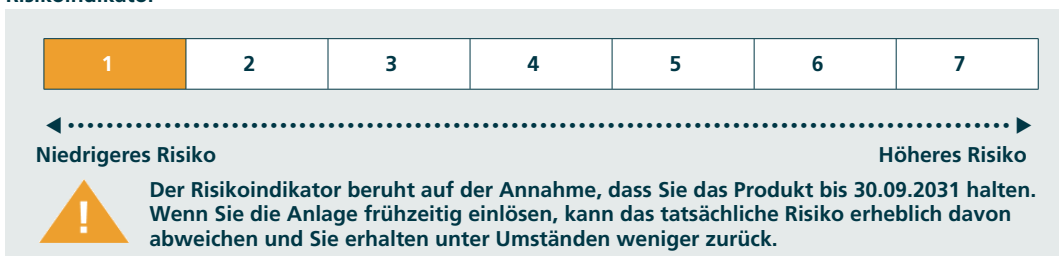 Risikoindikator
1 2 3 4 5 6 7
Niedrigeres Risiko Höheres Risiko
! Der Risikoindikator beruht auf der Annahme, dass Sie das Produkt bis 30.09.2031 halten.
Wenn Sie die Anlage frühzeitig einlösen, kann das tatsächliche Risiko erheblich davon
abweichen und Sie erhalten unter Umständen weniger zurück.